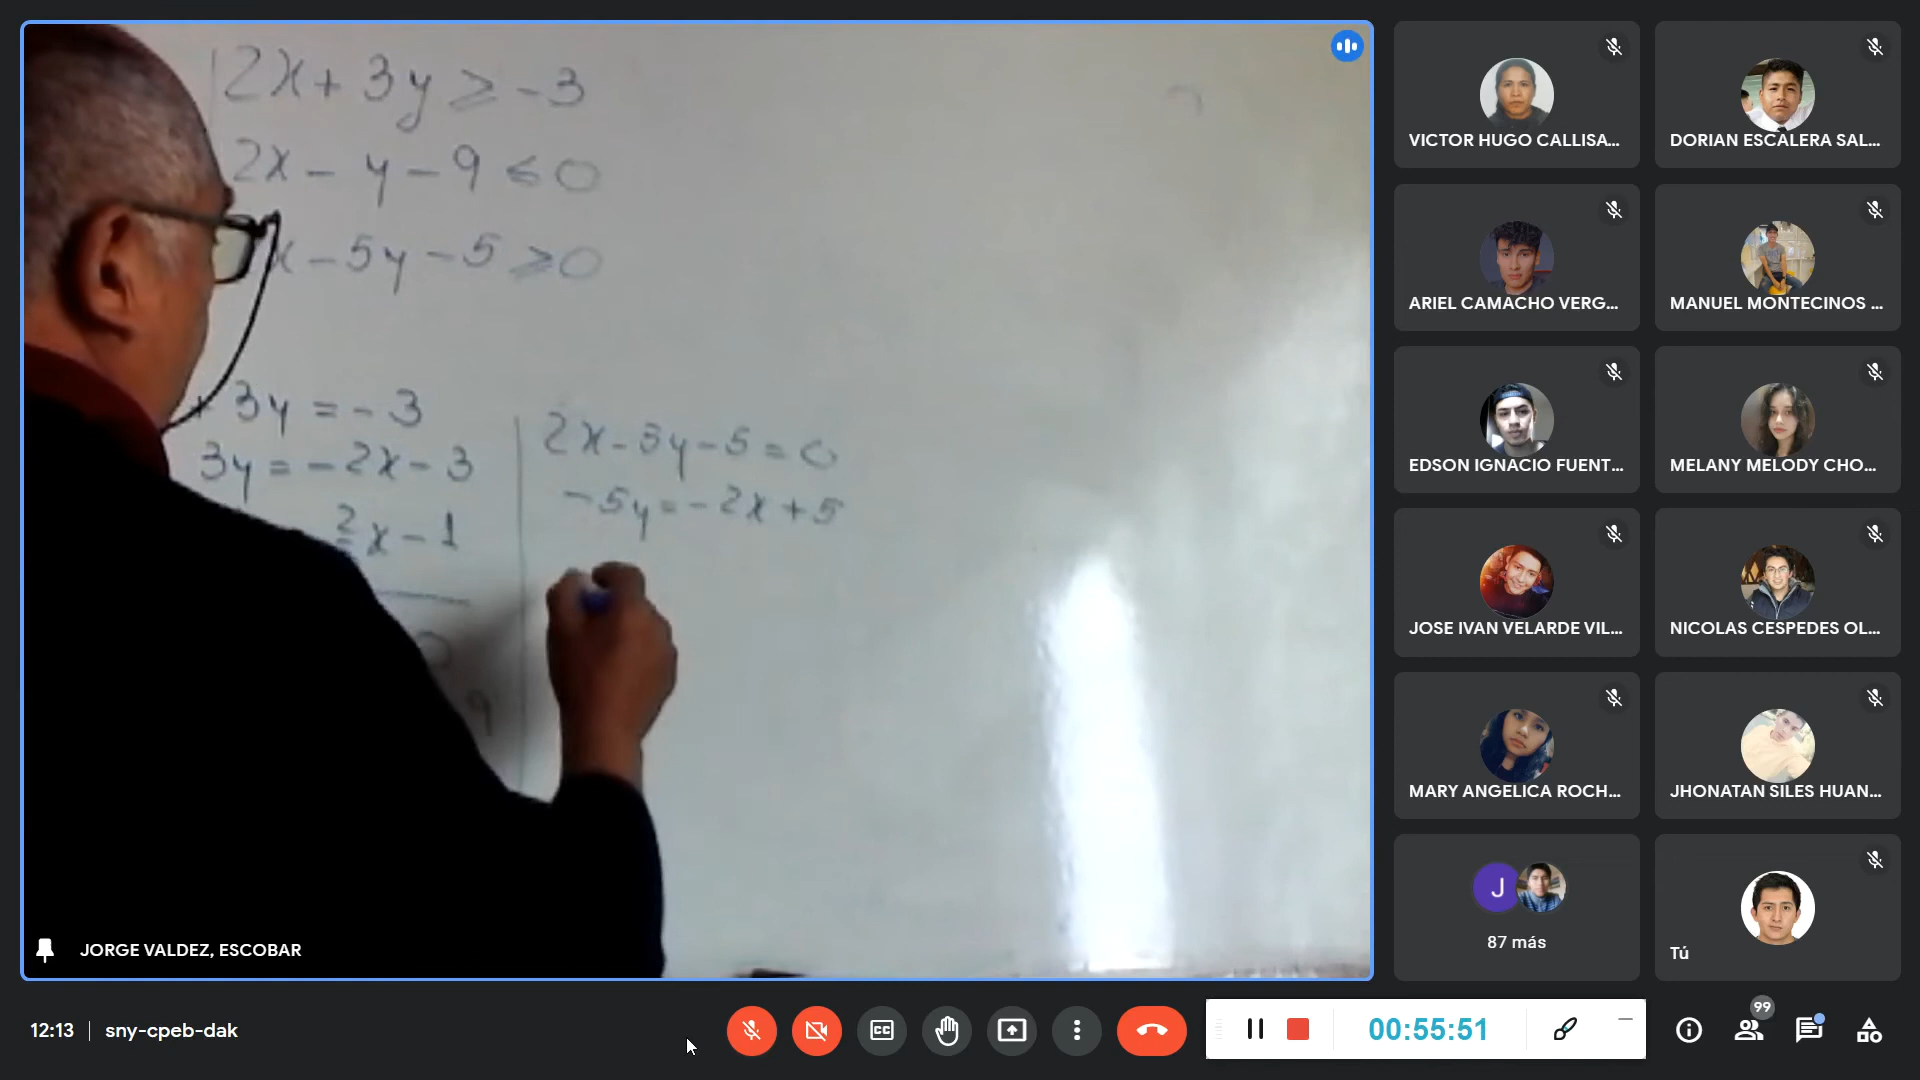 2x + 3y ≥ -3
2x - y - 9 ≤ 0
x - 5y - 5 ≥ 0
3y = - 3
3y = - 2x - 3
2/ x - 1
9
2x - 5y - 5 = 0
- 5y = - 2x + 5
JORGE VALDEZ, ESCOBAR
VICTOR HUGO CALLISA...
DORIAN ESCALERA SAL...
ARIEL CAMACHO VERG...
MANUEL MONTECINOS ...
EDSON IGNACIO FUENT...
MELANY MELODY CHO...
JOSE IVAN VELARDE VIL...
NICOLAS CESPEDES OL...
MARY ANGELICA ROCH...
JHONATAN SILES HUAN...
J
87 más
Tú
12:13 | sny-cpeb-dak
CC
00:55:51
99